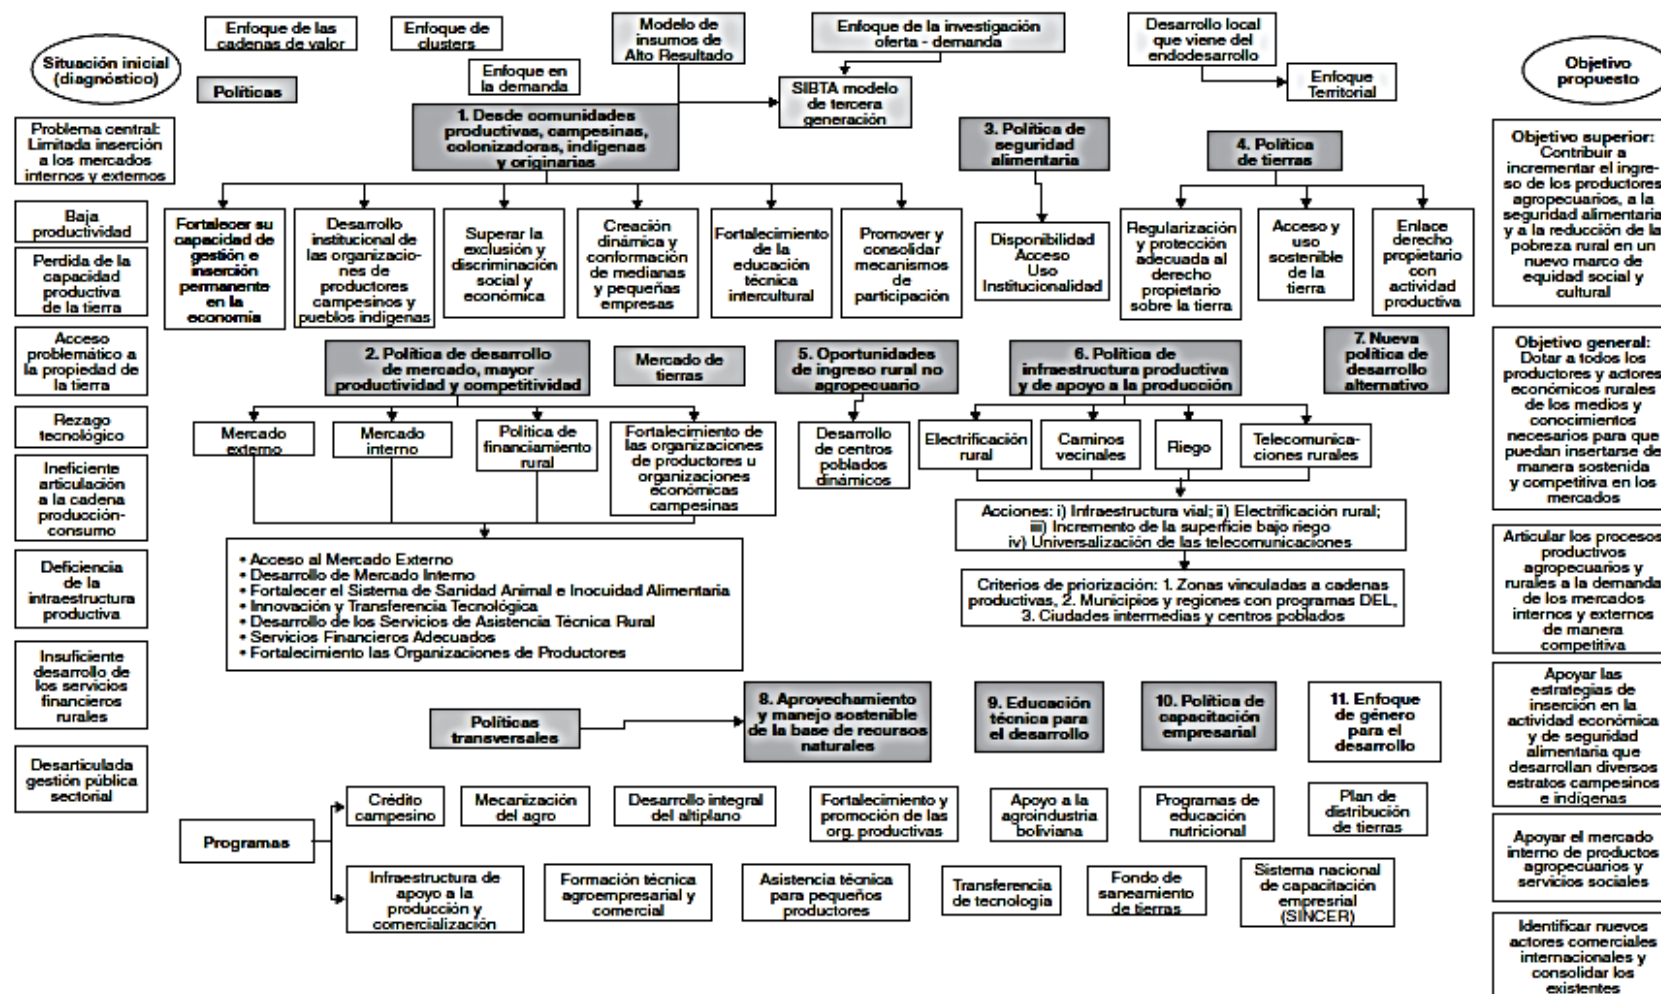 Situación inicial
(diagnóstico)
Enfoque de las
cadenas de valor
Enfoque de
clusters
Modelo de
insumos de
Alto Resultado
Enfoque de la investigación
oferta - demanda
Desarrollo local
que viene del
endodesarrollo
Objetivo
propuesto
Políticas
Enfoque en
la demanda
SIBTA modelo
de tercera
generación
Enfoque
Territorial
Problema central:
Limitada inserción
a los mercados
internos y externos
Baja
productividad
Perdida de la
capacidad
productiva
de la tierra
Acceso
problemático a
la propiedad de
la tierra
Rezago
tecnológico
Ineficiente
articulación
a la cadena
producción-
consumo
Deficiencia
de la
intraestructura
productiva
Insuficiente
desarrollo de
los servicios
financieros
rurales
Desarticulada
gestión pública
sectorial
1. Desde comunidades
productivas, campesinas,
colonizadoras, indígenas
y originarias
3. Política de
seguridad
alimentaria
4. Política
de tierras
Fortalecer su
capacidad de
gestión e
inserción
permanente
en la
economía
Desarrollo
institucional de
las organizacio-
nes de
productores
campesinos y
pueblos indígenas
Superar la
exclusión y
discriminación
social y
económica
Creación
dinámica y
conformación
de medianas
y pequeñas
empresas
Fortalecimiento
de la
educación
técnica
intercultural
Promover y
consolidar
mecanismos
de
participación
Disponibilidad
Acceso
Uso
Institucionalidad
Regularización
y protección
adecuada al
derecho
propietario
sobre la tierra
Acceso y
uso
sostenible
de la
tierra
Enlace
derecho
propietario
con
actividad
productiva
2. Política de desarrollo
de mercado, mayor
productividad y competitividad
Mercado de
tierras
5. Oportunidades
de ingreso rural no
agropecuario
6. Política de
infraestructura productiva
y de apoyo a la producción
7. Nueva
política de
desarrollo
alternativo
Mercado
externo
Mercado
interno
Política de
financiamiento
rural
Fortalecimiento de
las organizaciones
de productores u
organizaciones
económicas
campesinas
Desarrollo
de centros
poblados
dinámicos
Electrificación
rural
Caminos
vecinales
Riego
Telecomunica-
ciones rurales
• Acceso al Mercado Externo
• Desarrollo de Mercado Interno
• Fortalecer el Sistema de Sanidad Animal e Inocuidad Alimentaria
• Innovación y Transferencia Tecnológica
• Desarrollo de los Servicios de Asistencia Técnica Rural
• Servicios Financieros Adecuados
• Fortalecimiento las Organizaciones de Productores
Acciones: i) Infraestructura vial; ii) Electrificación rural;
iii) Incremento de la superficie bajo riego
iv) Universalización de las telecomunicaciones
Criterios de priorización: 1. Zonas vinculadas a cadenas
productivas, 2. Municipios y regiones con programas DEL,
3. Ciudades intermedias y centros poblados
Políticas
transversales
8. Aprovechamiento
y manejo sostenible
de la base de recursos
naturales
9. Educación
técnica para
el desarrollo
10. Política de
capacitación
empresarial
11. Enfoque
de género
para el
desarrollo
Programas
Crédito
campesino
Mecanización
del agro
Desarrollo integral
del altiplano
Fortalecimiento y
promoción de las
org. productivas
Apoyo a la
agroindustria
boliviana
Programas de
educación
nutricional
Plan de
distribución
de tierras
Infraestructura de
apoyo a la
producción y
comercialización
Formación técnica
agroempresarial y
comercial
Asistencia técnica
para pequeños
productores
Transferencia
de tecnología
Fondo de
saneamiento
de tierras
Sistema nacional
de capacitación
empresrial
(SINCER)
Objetivo superior:
Contribuir a
incrementar el ingre-
so de los productores
agropecuarios, a la
seguridad alimentaria
y a la reducción de la
pobreza rural en un
nuevo marco de
equidad social y
cultural
Objetivo general:
Dotar a todos los
productores y actores
económicos rurales
de los medios y
conocimientos
necesarios para que
puedan insertarse de
manera sostenida
y competitiva en los
mercados
Articular los procesos
productivos
agropecuarios y
rurales a la demanda
de los mercados
internos y externos
de manera
competitiva
Apoyar las
estrategias de
inserción en la
actividad económica
y de seguridad
alimentaria que
desarrollan diversos
estratos campesinos
e indígenas
Apoyar el mercado
interno de productos
agropecuarios y
servicios sociales
Identificar nuevos
actores comerciales
internacionales y
consolidar los
existentes